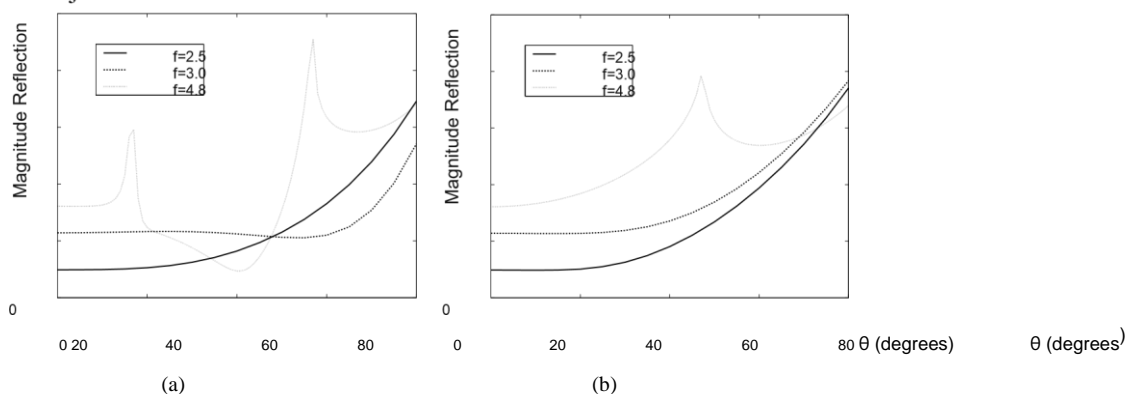 j
Magnitude Reflection
f=2.5
f=3.0
f=4.8
Magnitude Reflection
f=2.5
f=3.0
f=4.8
0
0 20 40 60 80 0 20 40 60 80 θ (degrees) θ (degrees)
(a) (b)